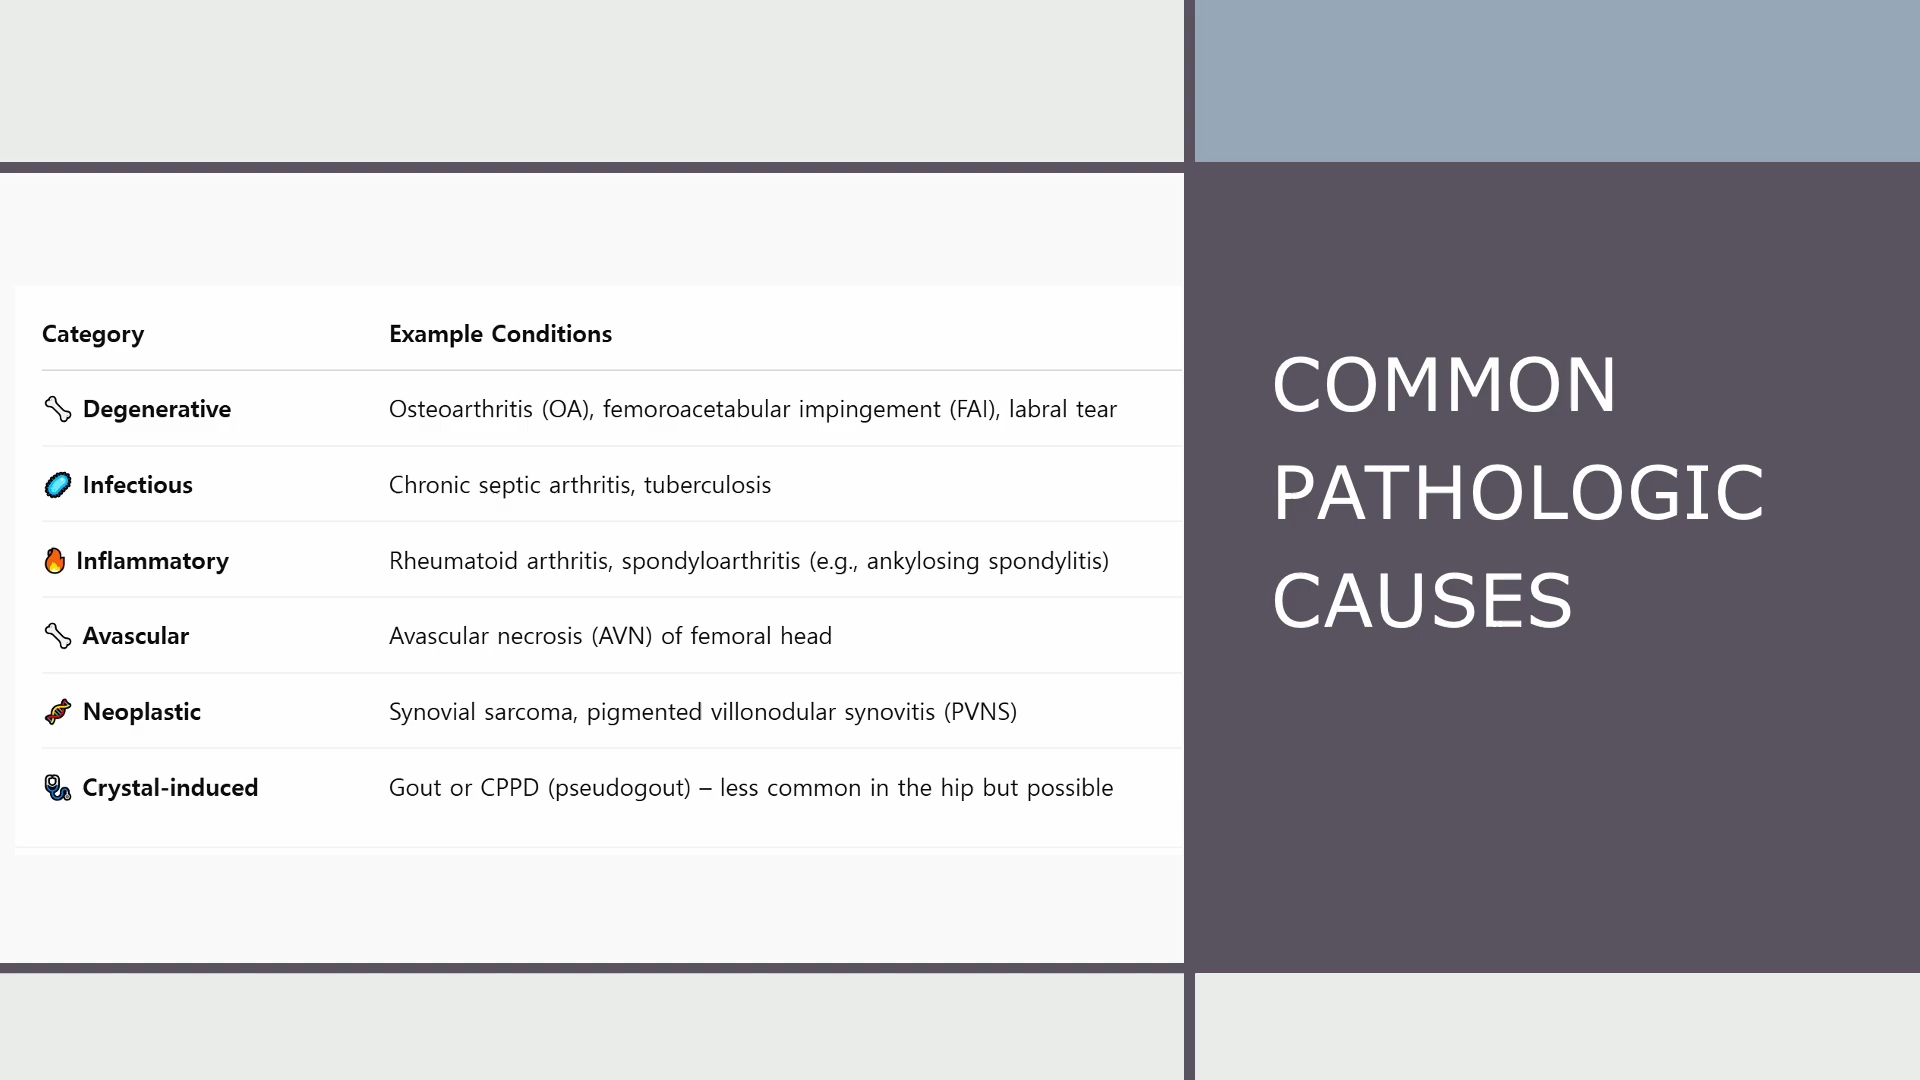 Category Example Conditions
Degenerative Osteoarthritis (OA), femoroacetabular impingement (FAI), labral tear
Infectious Chronic septic arthritis, tuberculosis
Inflammatory Rheumatoid arthritis, spondyloarthritis (e.g., ankylosing spondylitis)
Avascular Avascular necrosis (AVN) of femoral head
Neoplastic Synovial sarcoma, pigmented villonodular synovitis (PVNS)
Crystal-induced Gout or CPPD (pseudogout) – less common in the hip but possible
COMMON
PATHOLOGIC
CAUSES